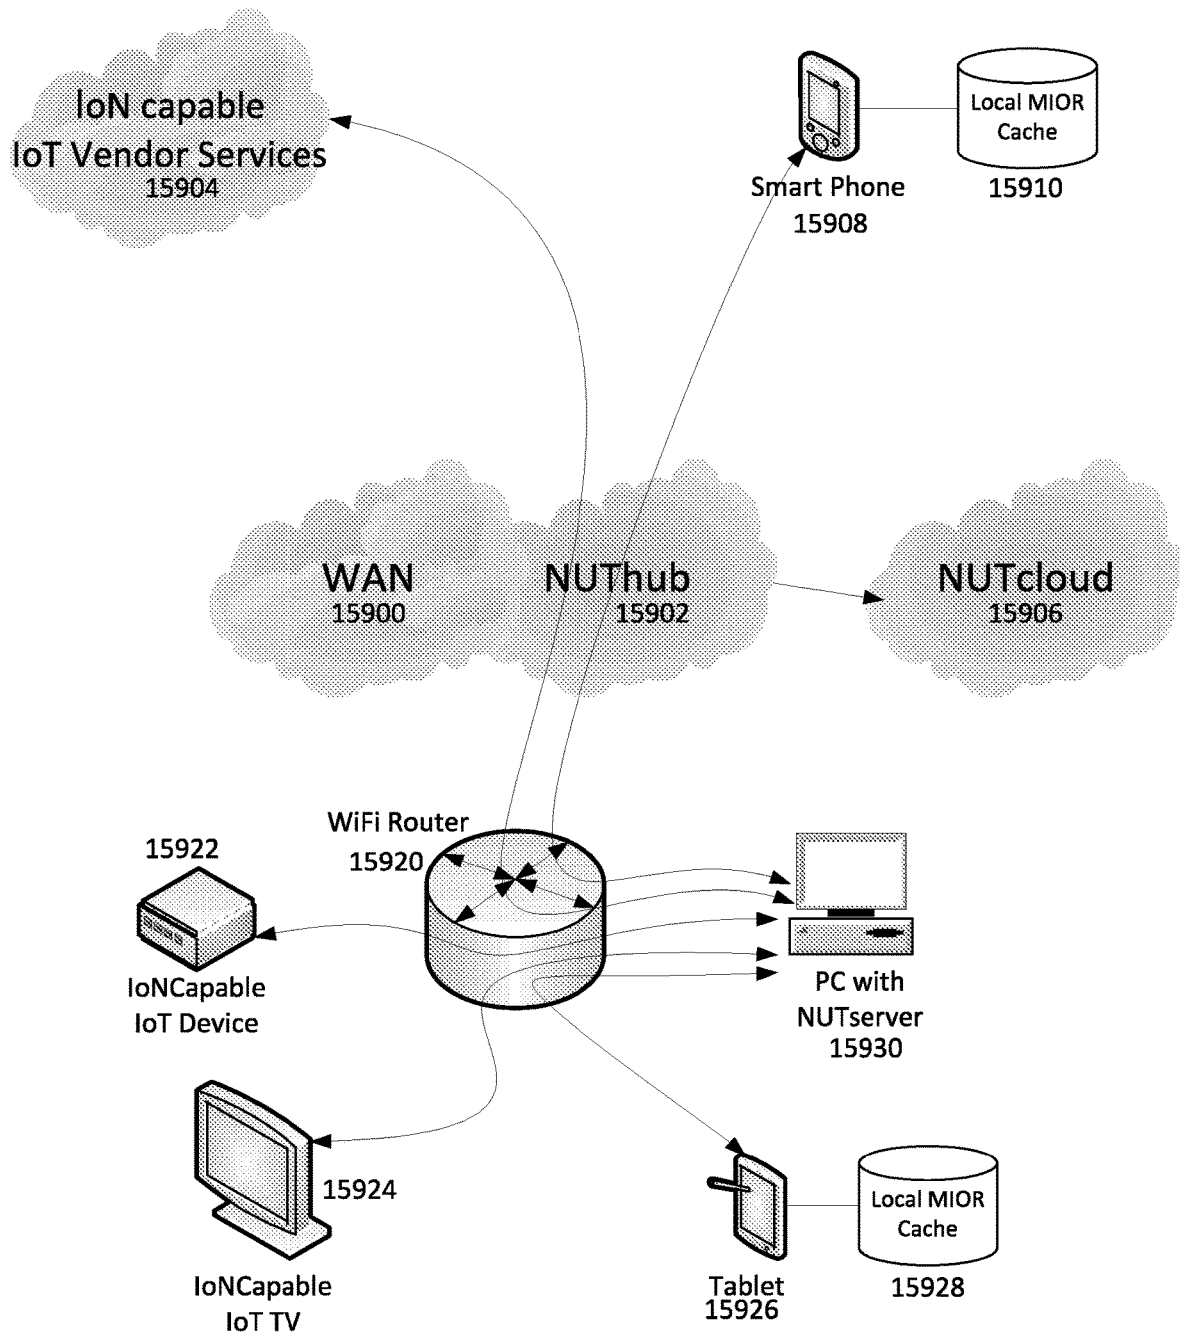 IoN capable
IoT Vendor Services
15904
Local MIOR
Cache
15910
Smart Phone
15908
WAN
15900
NUThub
15902
NUTcloud
15906
WiFi Router
15920
15922
IoNCapable
IoT Device
PC with
NUTserver
15930
15924
IoNCapable
IoT TV
Tablet
15926
Local MIOR
Cache
15928